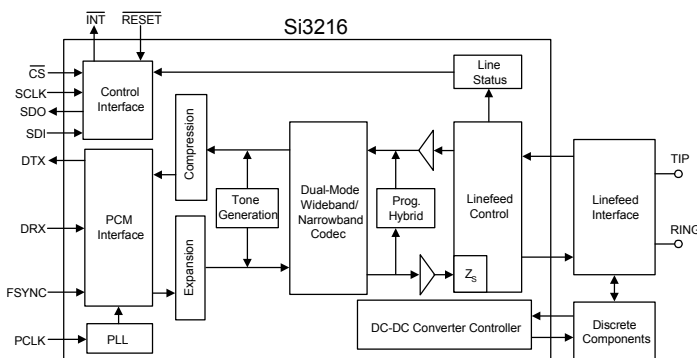 Si3216
INT
RESET
CS
SCLK
SDO
SDI
DTX
DRX
FSYNC
PCLK
Control
Interface
PCM
Interface
PLL
Compression
Expansion
Tone
Generation
Dual-Mode
Wideband/
Narrowband
Codec
Prog.
Hybrid
Line
Status
Linefeed
Control
ZS
DC-DC Converter Controller
Linefeed
Interface
Discrete
Components
TIP
RING